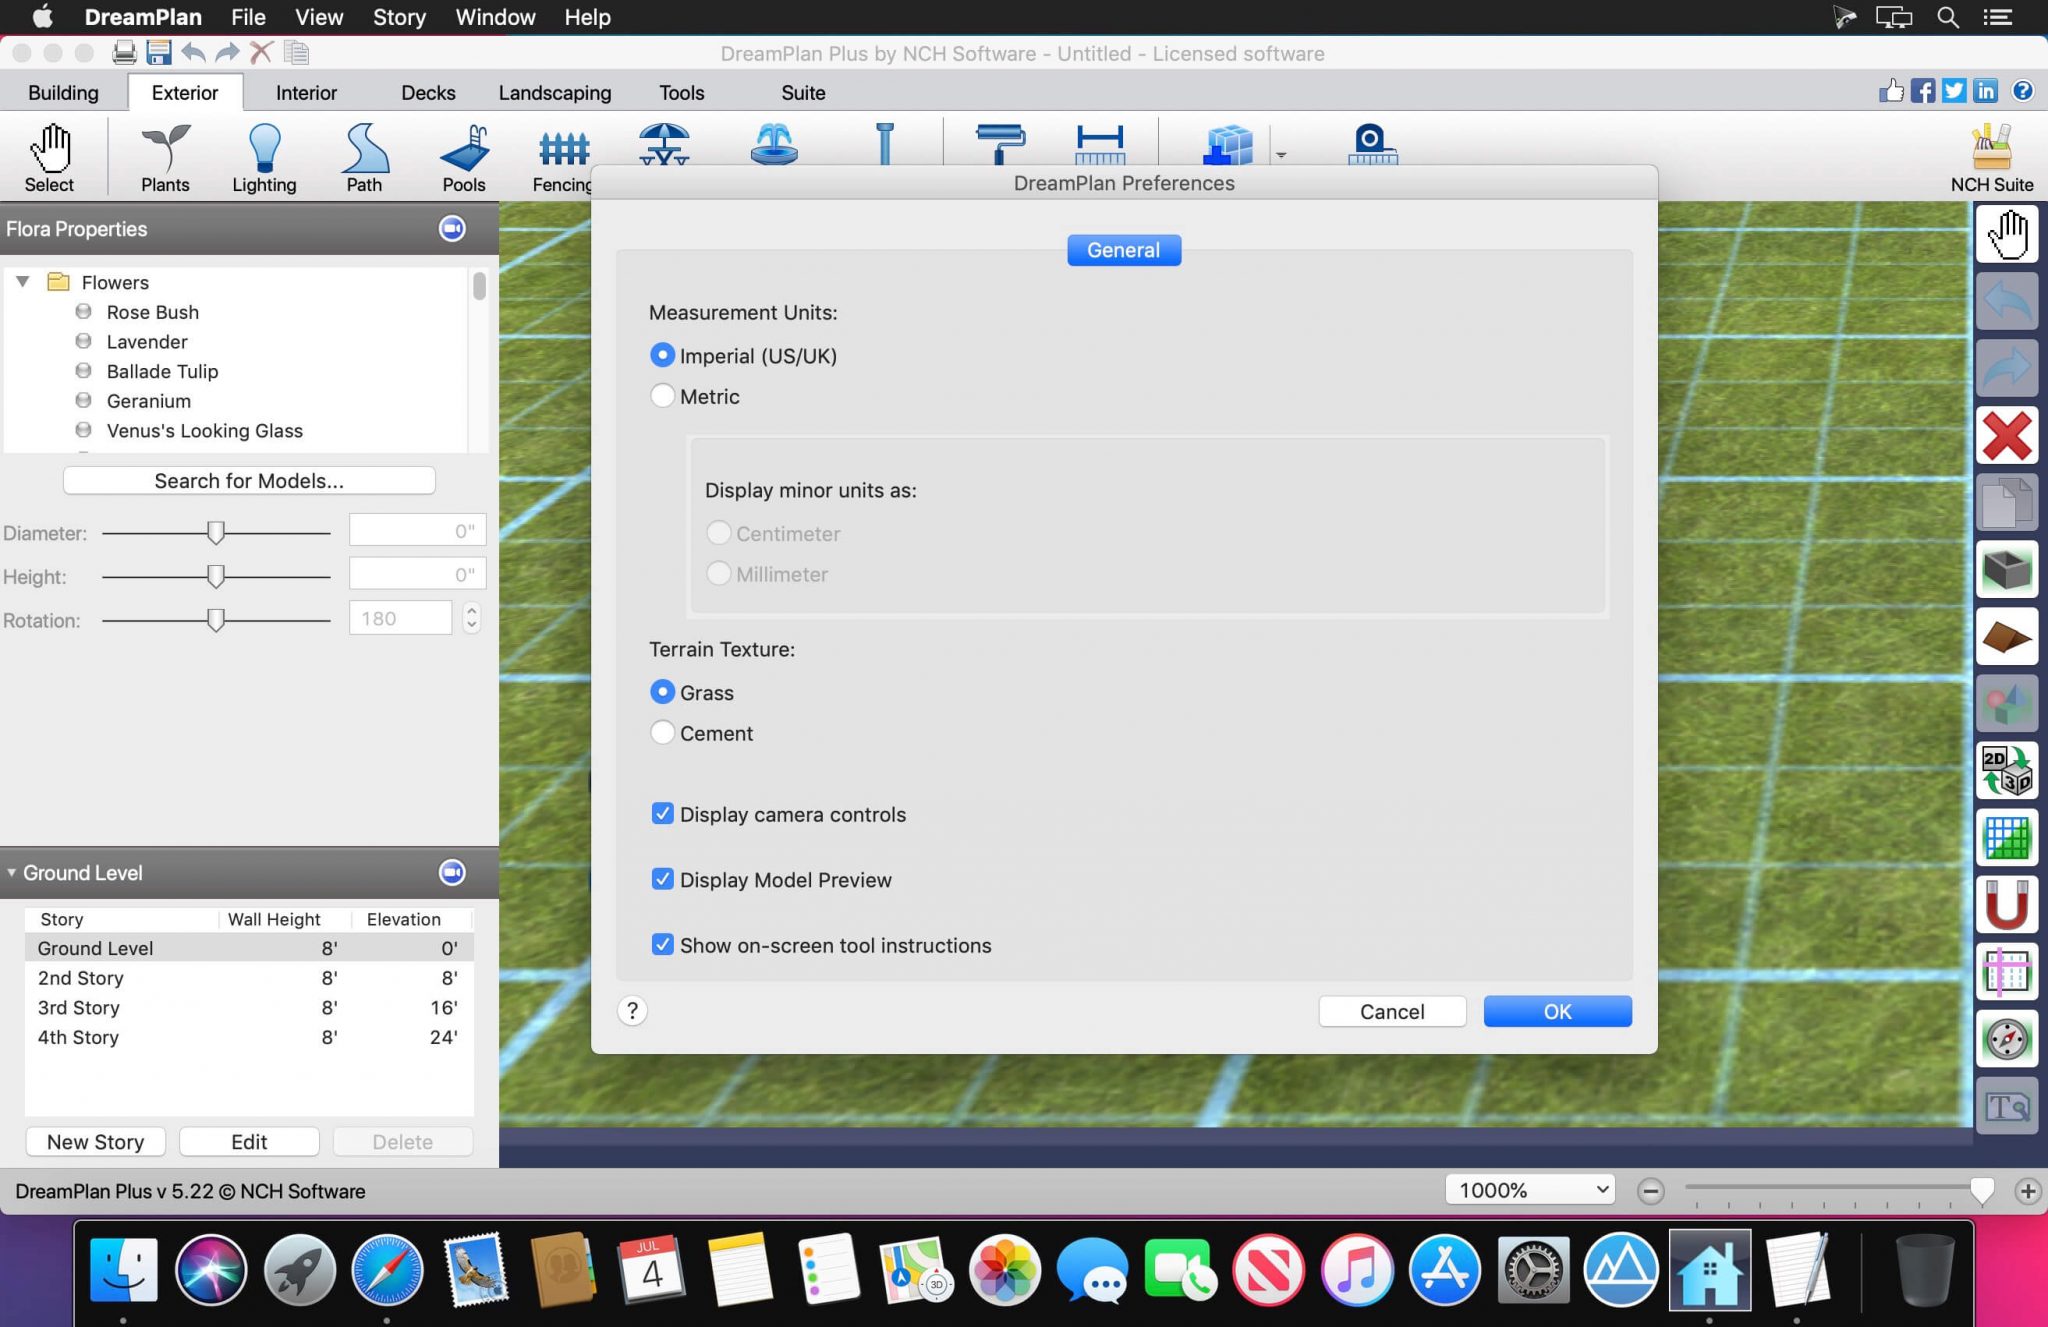 DreamPlan File View Story Window Help
DreamPlan Plus by NCH Software - Untitled - Licensed software
Building Exterior Interior Decks Landscaping Tools Suite
Select Plants Lighting Path Pools Fencing NCH Suite
DreamPlan Preferences
Flora Properties
General
Flowers
Rose Bush
Lavender
Ballade Tulip
Geranium
Venus's Looking Glass
Search for Models...
Diameter: 0"
Height: 0"
Rotation: 180
Measurement Units:
Imperial (US/UK)
Metric
Display minor units as:
Centimeter
Millimeter
Terrain Texture:
Grass
Cement
Display camera controls
Display Model Preview
Show on-screen tool instructions
? Cancel OK
Ground Level
Story Wall Height Elevation
Ground Level 8' 0'
2nd Story 8' 8'
3rd Story 8' 16'
4th Story 8' 24'
New Story Edit Delete
2D
3D
T
DreamPlan Plus v 5.22 © NCH Software 1000%
JUL
4
3D